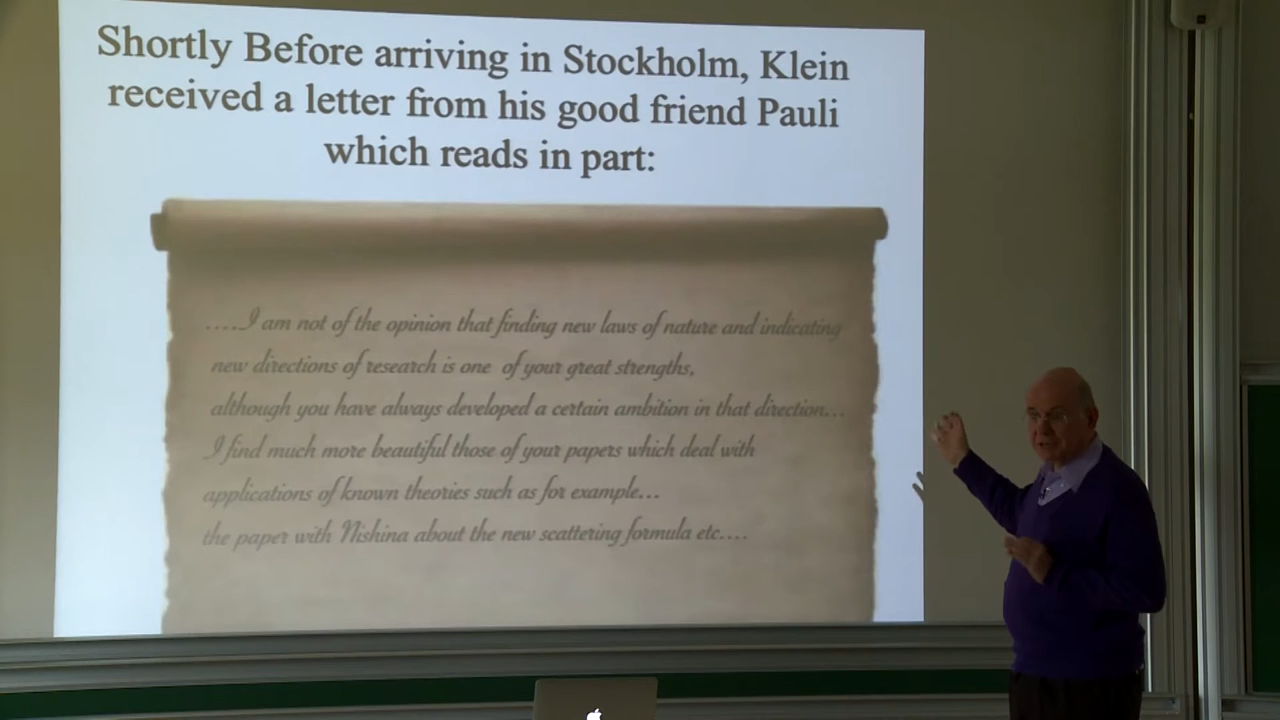 Shortly Before arriving in Stockholm, Klein
received a letter from his good friend Pauli
which reads in part:
....I am not of the opinion that finding new laws of nature and indicating
new directions of research is one of your great strengths,
although you have always developed a certain ambition in that direction...
I find much more beautiful those of your papers which deal with
applications of known theories such as for example...
the paper with Nishina about the new scattering formula etc....